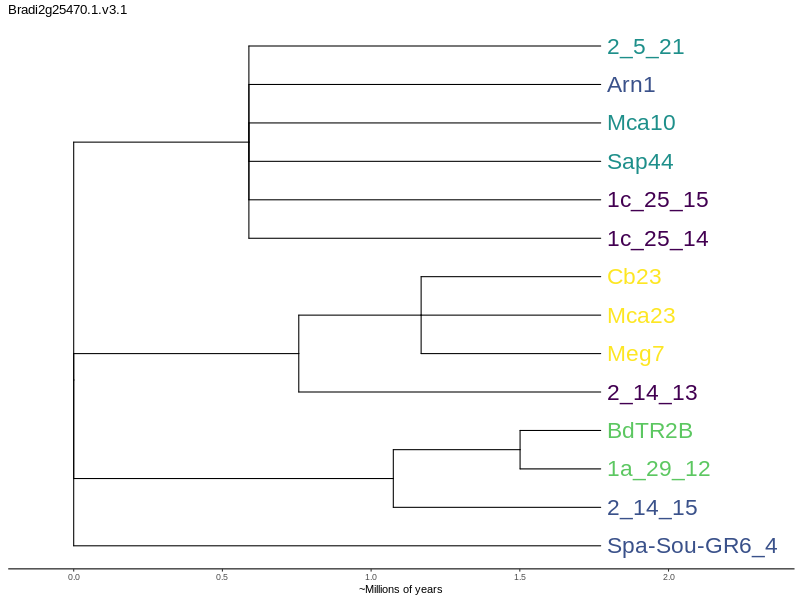 Bradi2g25470.1.v3.1
2_5_21
Arn1
Mca10
Sap44
1c_25_15
1c_25_14
Cb23
Mca23
Meg7
2_14_13
BdTR2B
1a_29_12
2_14_15
Spa-Sou-GR6_4
0.0 0.5 1.0 1.5 2.0
~Millions of years